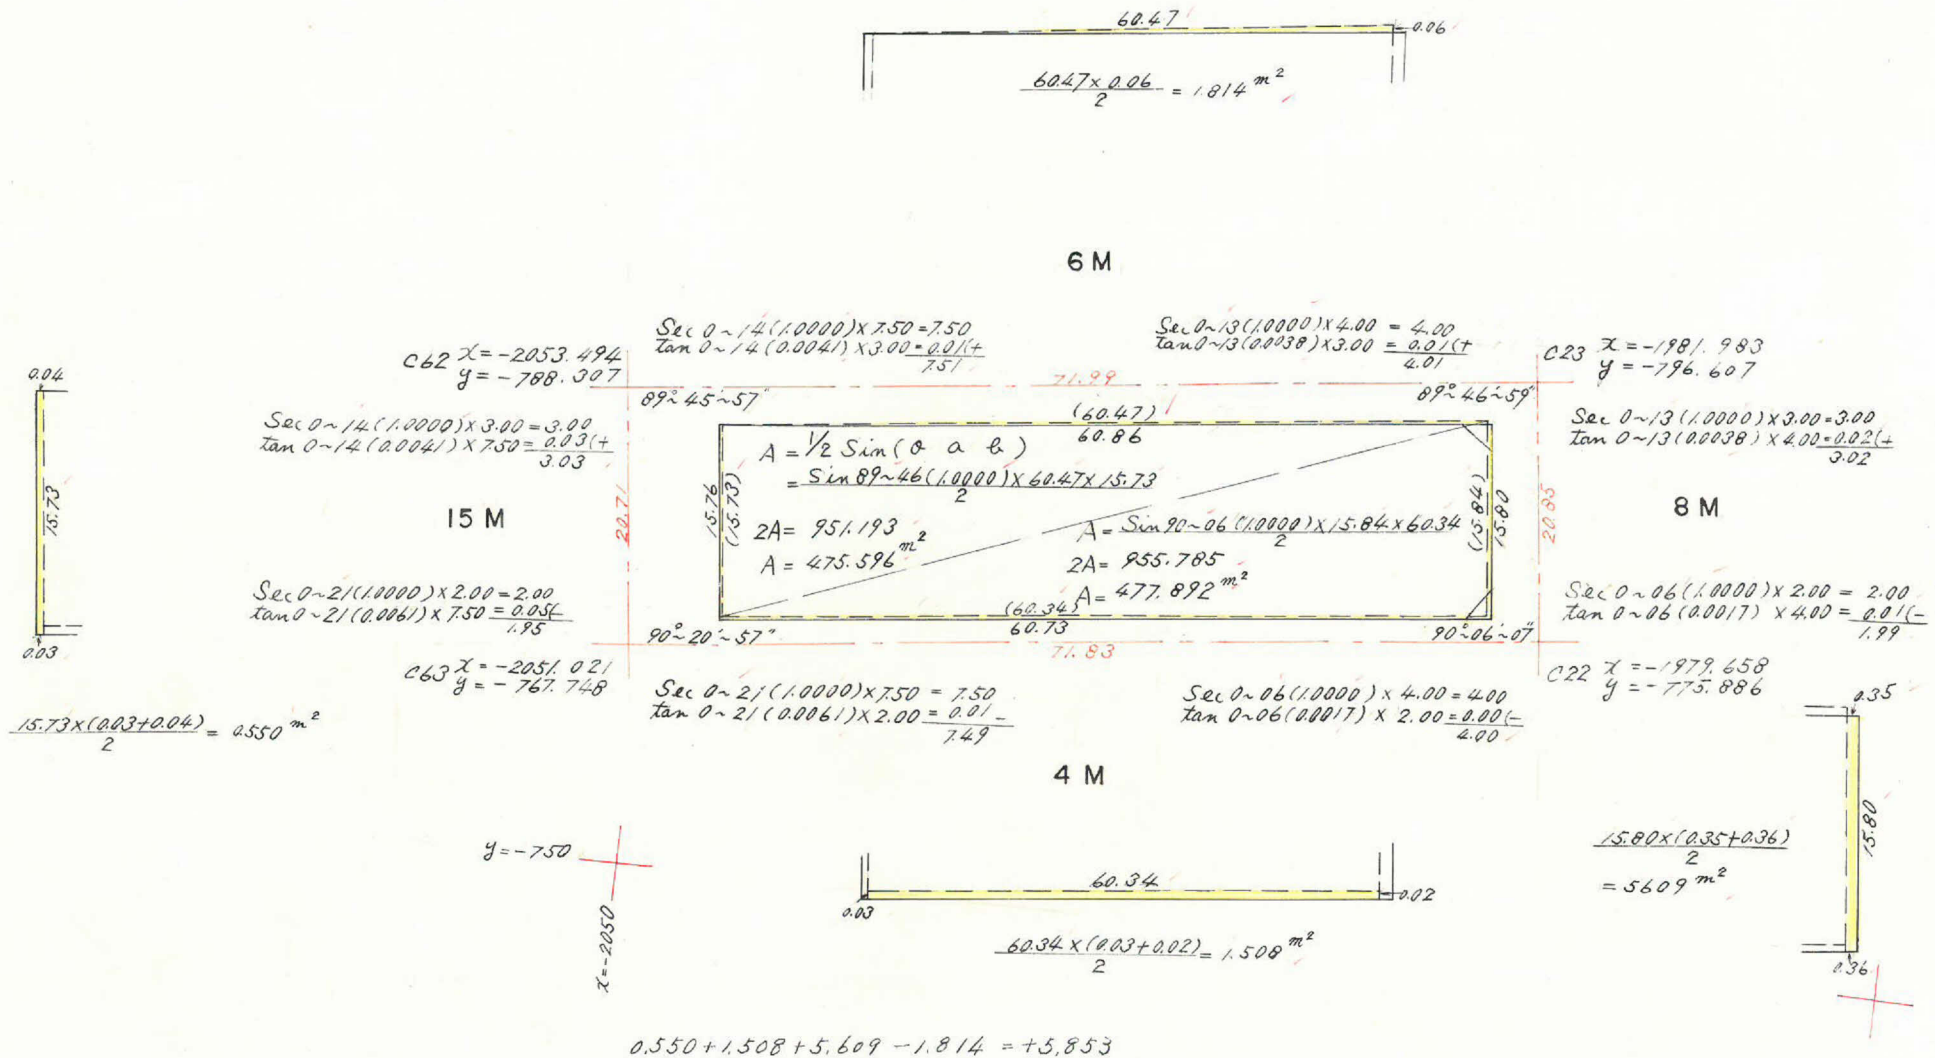 60.47
0.06
60.47 x 0.06 / 2 = 1.814 m²
6 M
Sec 0~14 (1.0000) x 7.50 = 7.50
tan 0~14 (0.0041) x 3.00 = 0.01(+
7.51
Sec 0~13 (1.0000) x 4.00 = 4.00
tan 0~13 (0.0038) x 3.00 = 0.01(+
4.01
C62 x = -2053.494
y = -788.307
C23 x = -1981.983
y = -796.607
71.99
89°~45'~57"
89°~46'~59"
0.04
15.73
0.03
Sec 0~14 (1.0000) x 3.00 = 3.00
tan 0~14 (0.0041) x 7.50 = 0.03(+
3.03
Sec 0~13 (1.0000) x 3.00 = 3.00
tan 0~13 (0.0038) x 4.00 = 0.02(+
3.02
(60.47)
60.86
A = 1/2 Sin (θ a b)
= Sin 89~46 (1.0000) x 60.47 x 15.73 / 2
2A = 951.193
A = 475.596 m²
A = Sin 90~06 (1.0000) x 15.84 x 60.34 / 2
2A = 955.785
A = 477.892 m²
15.76
(15.73)
(15.84)
15.80
15 M
20.71
20.85
8 M
Sec 0~21 (1.0000) x 2.00 = 2.00
tan 0~21 (0.0061) x 7.50 = 0.05(-
1.95
Sec 0~06 (1.0000) x 2.00 = 2.00
tan 0~06 (0.0017) x 4.00 = 0.01(-
1.99
(60.34)
60.73
90°~20'~57"
90°~06'~07"
71.83
C63 x = -2051.021
y = -767.748
C22 x = -1979.658
y = -775.886
15.73 x (0.03+0.04) / 2 = 0.550 m²
Sec 0~21 (1.0000) x 7.50 = 7.50
tan 0~21 (0.0061) x 2.00 = 0.01 -
7.49
Sec 0~06 (1.0000) x 4.00 = 4.00
tan 0~06 (0.0017) x 2.00 = 0.00(-
4.00
4 M
0.35
15.80
0.36
15.80 x (0.35+0.36) / 2
= 5609 m²
y = -750
x = -2050
60.34
0.03
0.02
60.34 x (0.03+0.02) / 2 = 1.508 m²
0.550 + 1.508 + 5.609 - 1.814 = +5,853